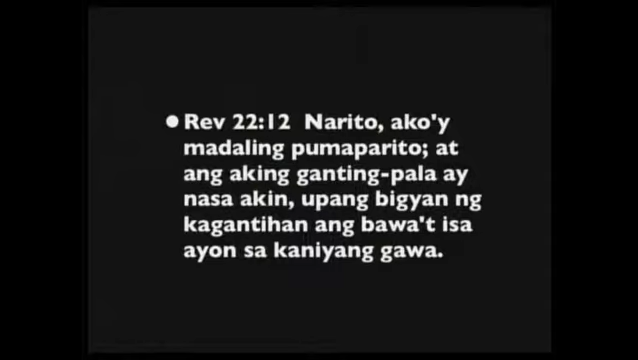 ● Rev 22:12 Narito, ako'y
madaling pumaparito; at
ang aking ganting-pala ay
nasa akin, upang bigyan ng
kagantihan ang bawa't isa
ayon sa kaniyang gawa.